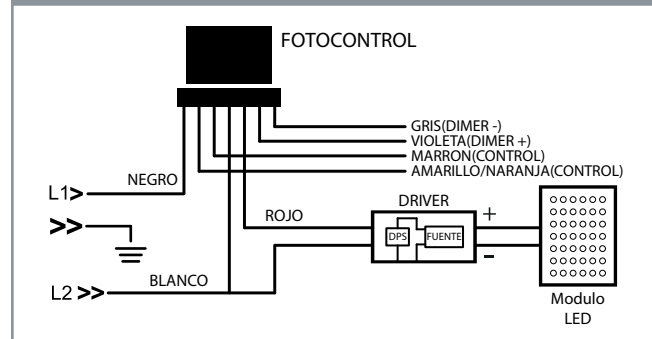 FOTOCONTROL
GRIS(DIMER -)
VIOLETA(DIMER +)
MARRON(CONTROL)
AMARILLO/NARANJA(CONTROL)
NEGRO
L1>
>>
ROJO
DRIVER
DPS
FUENTE
+
-
BLANCO
L2 >>
Modulo
LED